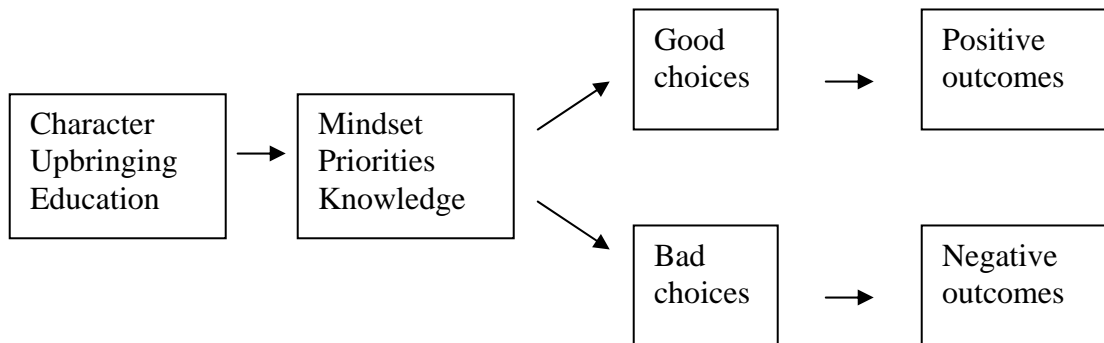 Character
Upbringing
Education
Mindset
Priorities
Knowledge
Good
choices
Positive
outcomes
Bad
choices
Negative
outcomes